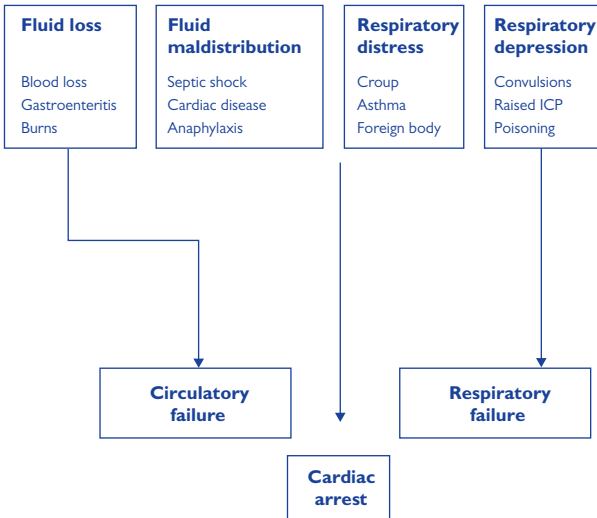 Fluid loss
Blood loss
Gastroenteritis
Burns
Fluid
maldistribution
Septic shock
Cardiac disease
Anaphylaxis
Respiratory
distress
Croup
Asthma
Foreign body
Respiratory
depression
Convulsions
Raised ICP
Poisoning
Circulatory
failure
Respiratory
failure
Cardiac
arrest